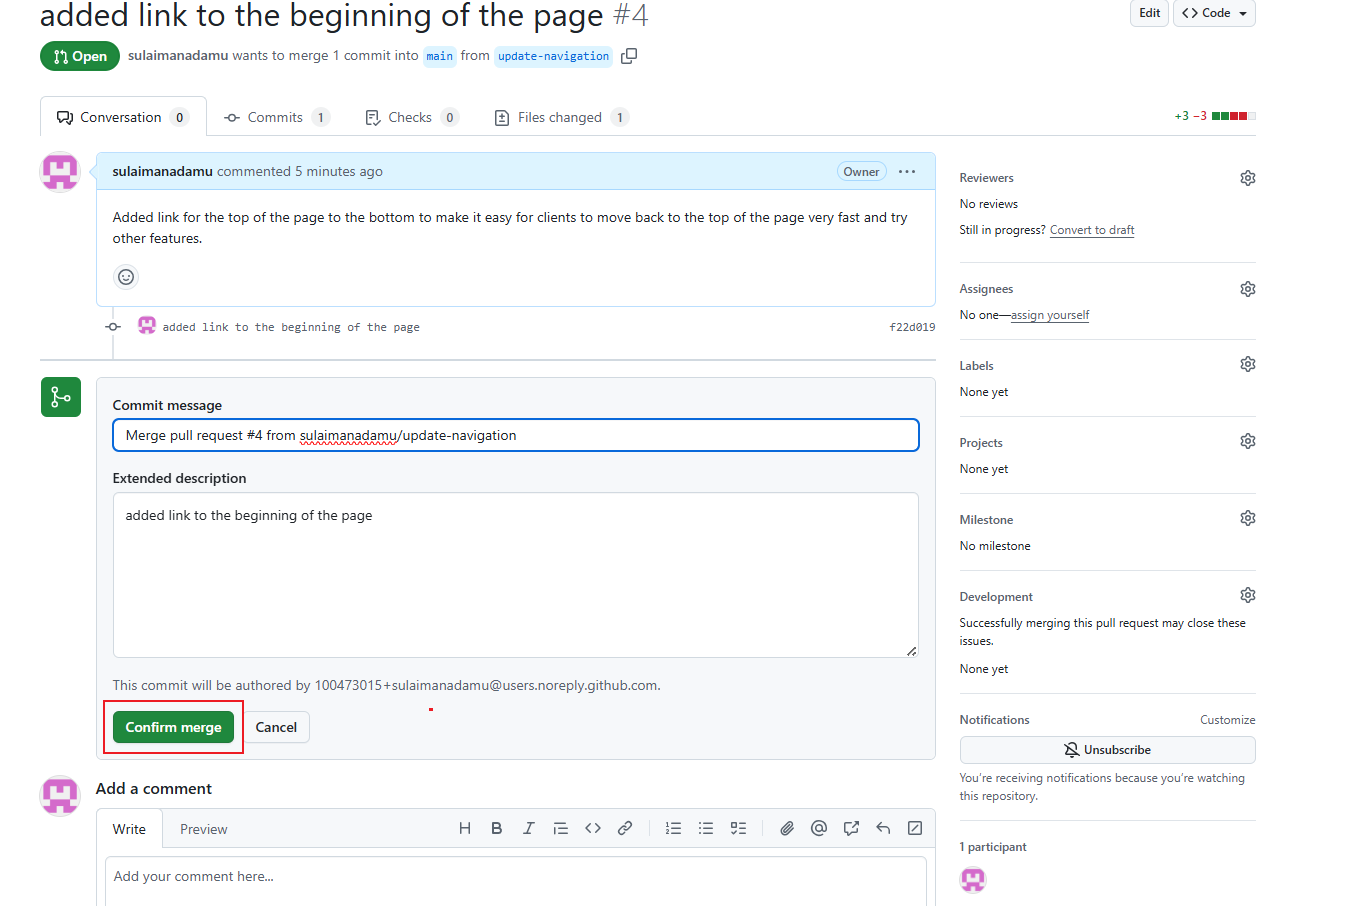 added link to the beginning of the page #4
Edit
<> Code
Open
sulaimanadamu wants to merge 1 commit into main from update-navigation
Conversation 0
Commits 1
Checks 0
Files changed 1
+3 −3
sulaimanadamu commented 5 minutes ago
Owner
Added link for the top of the page to the bottom to make it easy for clients to move back to the top of the page very fast and try
other features.
added link to the beginning of the page
f22d019
Commit message
Merge pull request #4 from sulaimanadamu/update-navigation
Extended description
added link to the beginning of the page
This commit will be authored by 100473015+sulaimanadamu@users.noreply.github.com.
Confirm merge
Cancel
Add a comment
Write
Preview
Add your comment here...
Reviewers
No reviews
Still in progress? Convert to draft
Assignees
No one—assign yourself
Labels
None yet
Projects
None yet
Milestone
No milestone
Development
Successfully merging this pull request may close these
issues.
None yet
Notifications
Customize
Unsubscribe
You're receiving notifications because you're watching
this repository.
1 participant